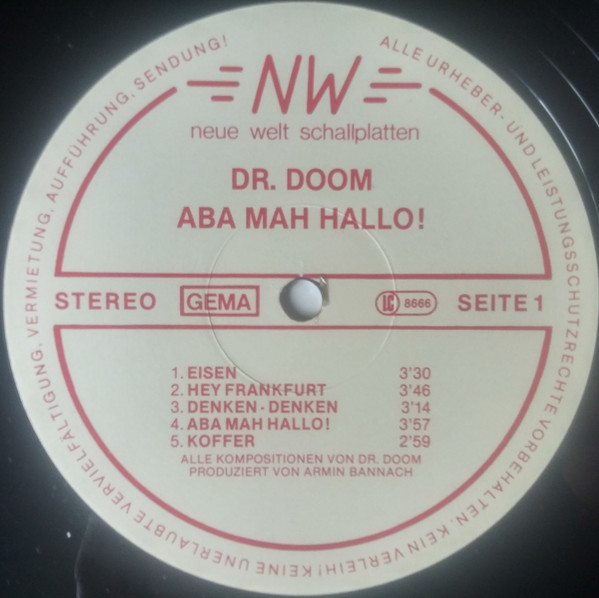 ALLE URHEBER- UND LEISTUNGSSCHUTZRECHTE VORBEHALTEN. KEIN VERLEIH! KEINE UNERLAUBTE VERVIELFÄLTIGUNG, VERMIETUNG, AUFFÜHRUNG, SENDUNG!
NW
neue welt schallplatten
DR. DOOM
ABA MAH HALLO!
STEREO GEMA LC 8666 SEITE 1
1. EISEN 3'30
2. HEY FRANKFURT 3'46
3. DENKEN - DENKEN 3'14
4. ABA MAH HALLO! 3'57
5. KOFFER 2'59
ALLE KOMPOSITIONEN VON DR. DOOM
PRODUZIERT VON ARMIN BANNACH